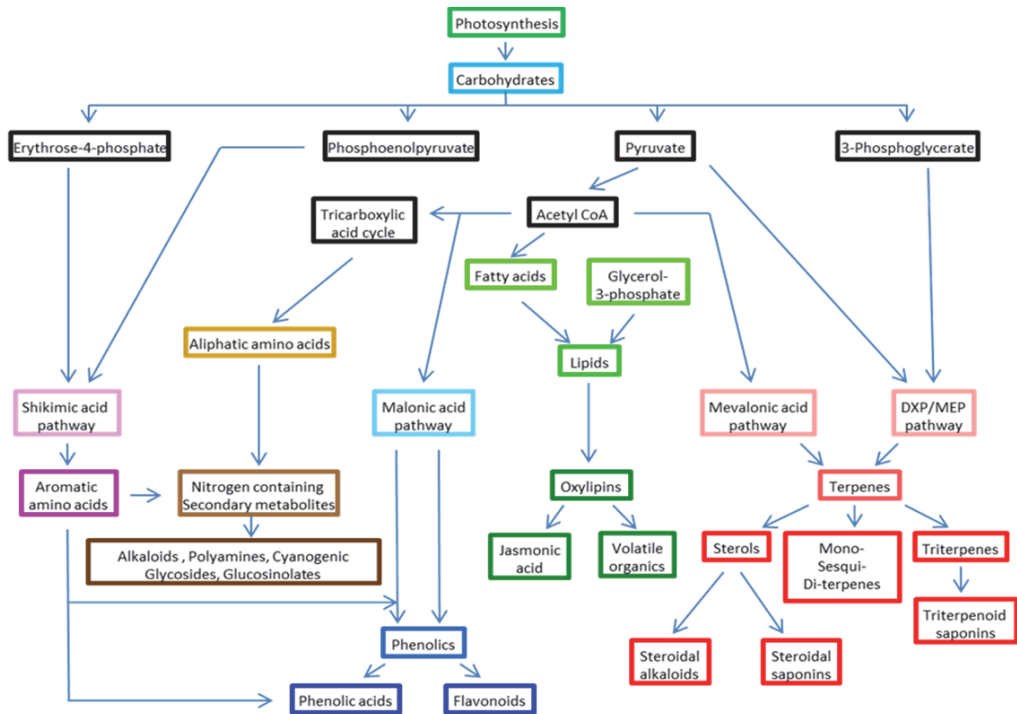 Photosynthesis
Carbohydrates
Erythrose-4-phosphate
Phosphoenolpyruvate
Pyruvate
3-Phosphoglycerate
Tricarboxylic
acid cycle
Acetyl CoA
Fatty acids
Glycerol-
3-phosphate
Aliphatic amino acids
Lipids
Shikimic acid
pathway
Malonic acid
pathway
Mevalonic acid
pathway
DXP/MEP
pathway
Aromatic
amino acids
Nitrogen containing
Secondary metabolites
Oxylipins
Terpenes
Alkaloids , Polyamines, Cyanogenic
Glycosides, Glucosinolates
Jasmonic
acid
Volatile
organics
Sterols
Mono-
Sesqui-
Di-terpenes
Triterpenes
Triterpenoid
saponins
Phenolics
Steroidal
alkaloids
Steroidal
saponins
Phenolic acids
Flavonoids